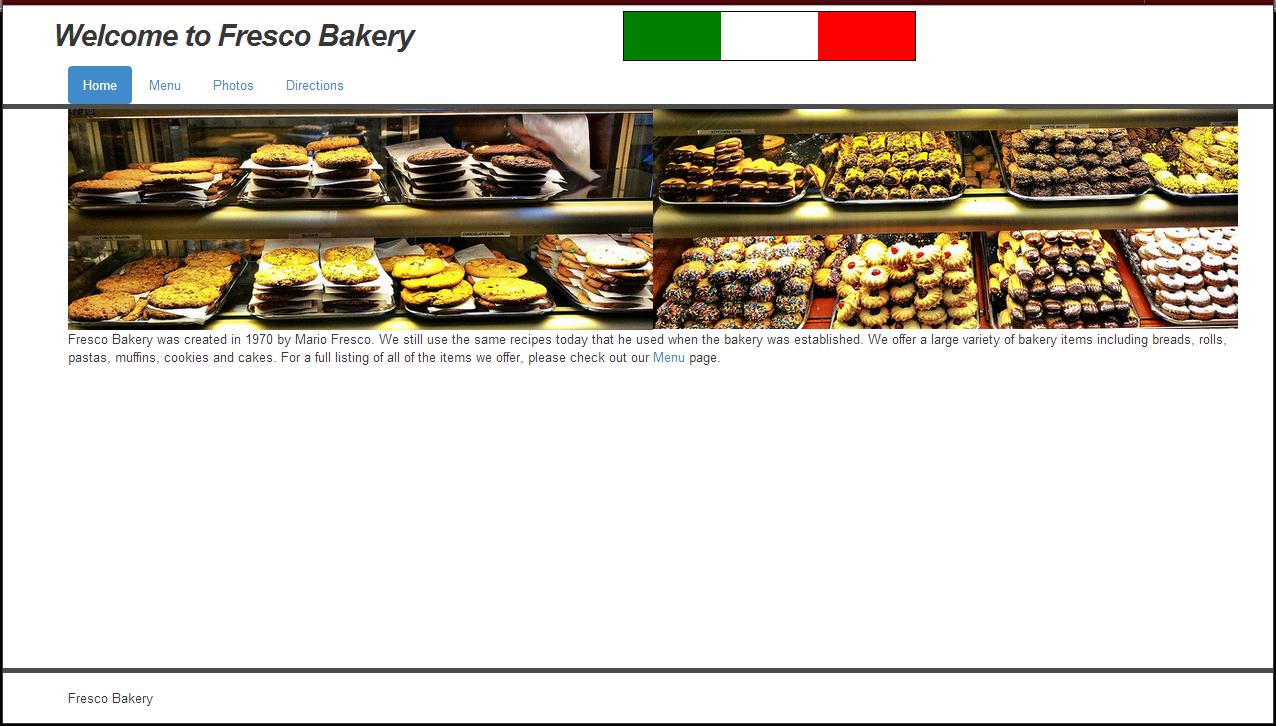 Welcome to Fresco Bakery
Home Menu Photos Directions
Fresco Bakery was created in 1970 by Mario Fresco. We still use the same recipes today that he used when the bakery was established. We offer a large variety of bakery items including breads, rolls,
pastas, muffins, cookies and cakes. For a full listing of all of the items we offer, please check out our Menu page.
Fresco Bakery